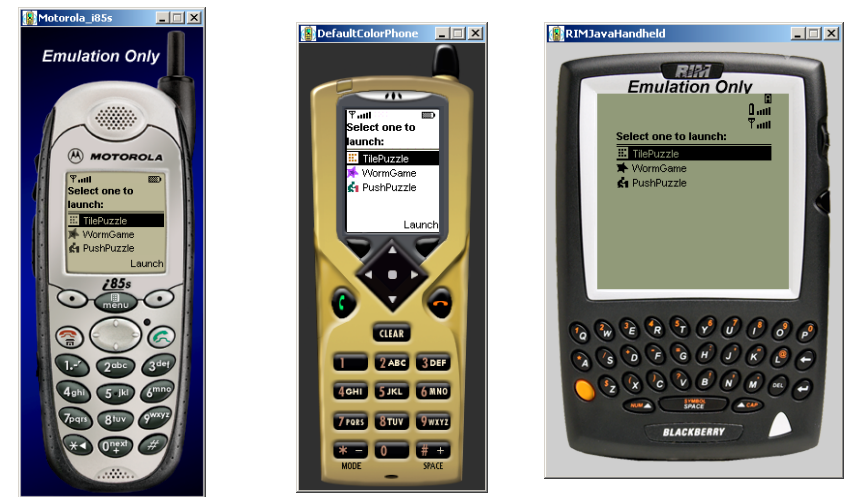 Motorola_i85s
Emulation Only
MOTOROLA
Select one to
launch:
TilePuzzle
WormGame
PushPuzzle
Launch
i85s
menu
1
2abc
3def
4ghi
5jkl
6mno
7pqrs
8tuv
9wxyz
*
0next
+
#
DefaultColorPhone
Select one to
launch:
TilePuzzle
WormGame
PushPuzzle
Launch
CLEAR
1
2 ABC
3 DEF
4 GHI
5 JKL
6 MNO
7 PQRS
8 TUV
9 WXYZ
* -
0
# +
MODE
SPACE
RIMJavaHandheld
RIM
Emulation Only
Select one to launch:
TilePuzzle
WormGame
PushPuzzle
Q W E R T Y U I O P
A S D F G H J K L
Z X C V B N M DEL
NUM
SYMBOL
SPACE
CAP
BLACKBERRY